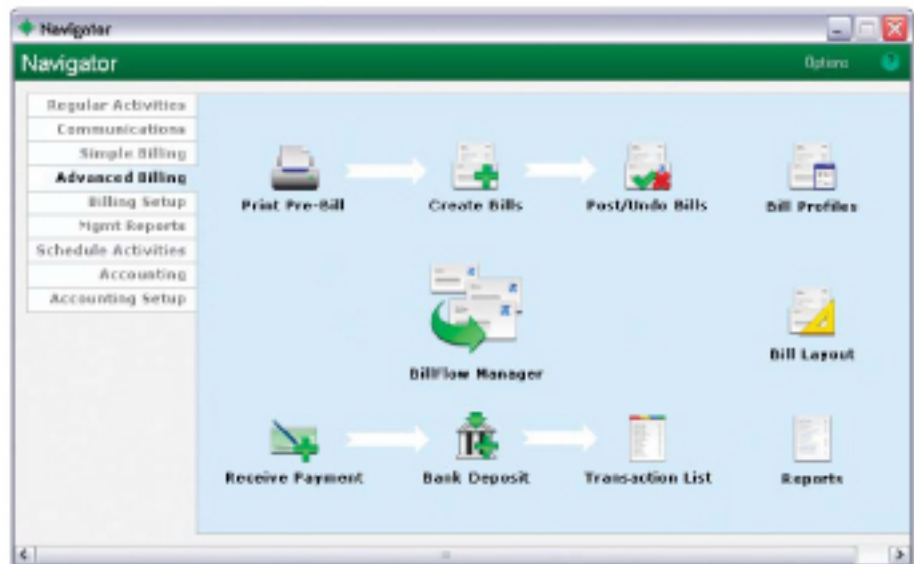 Navigator
Navigator
Options
Regular Activities
Communications
Simple Billing
Advanced Billing
Billing Setup
Mgmt Reports
Schedule Activities
Accounting
Accounting Setup
Print Pre-Bill
Create Bills
Post/Undo Bills
Bill Profiles
BillFlow Manager
Bill Layout
Receive Payment
Bank Deposit
Transaction List
Reports